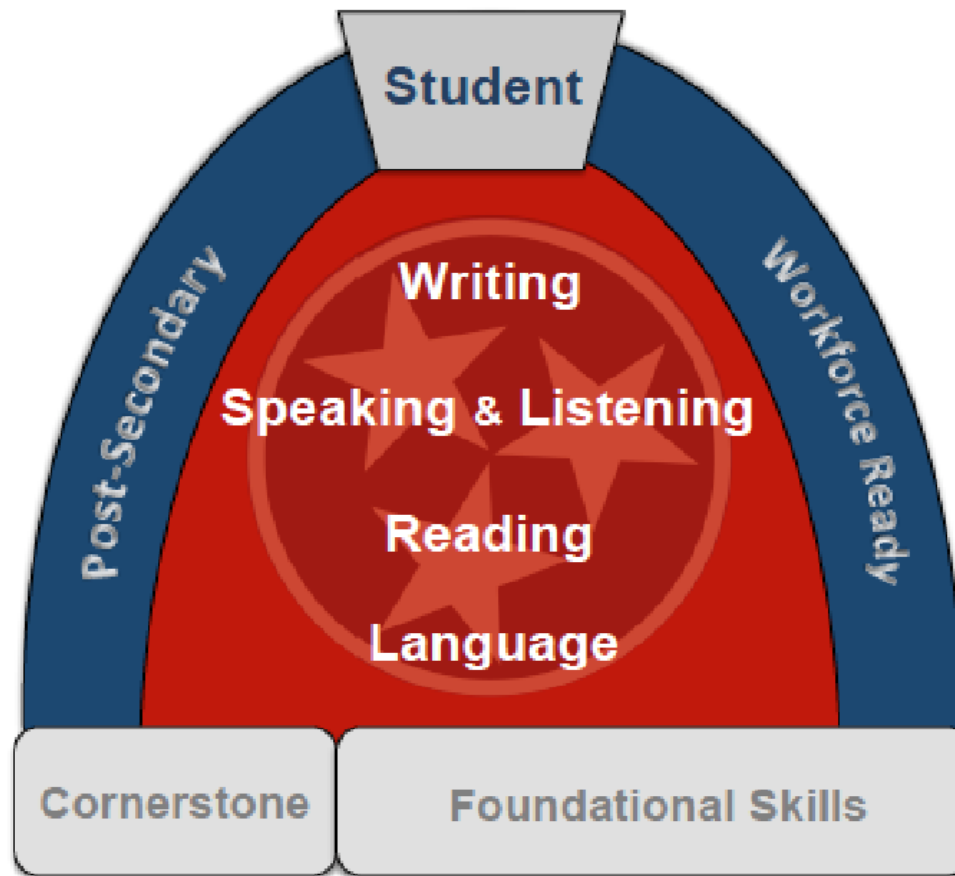 Student
Post-Secondary
Workforce Ready
Writing
Speaking & Listening
Reading
Language
Cornerstone
Foundational Skills